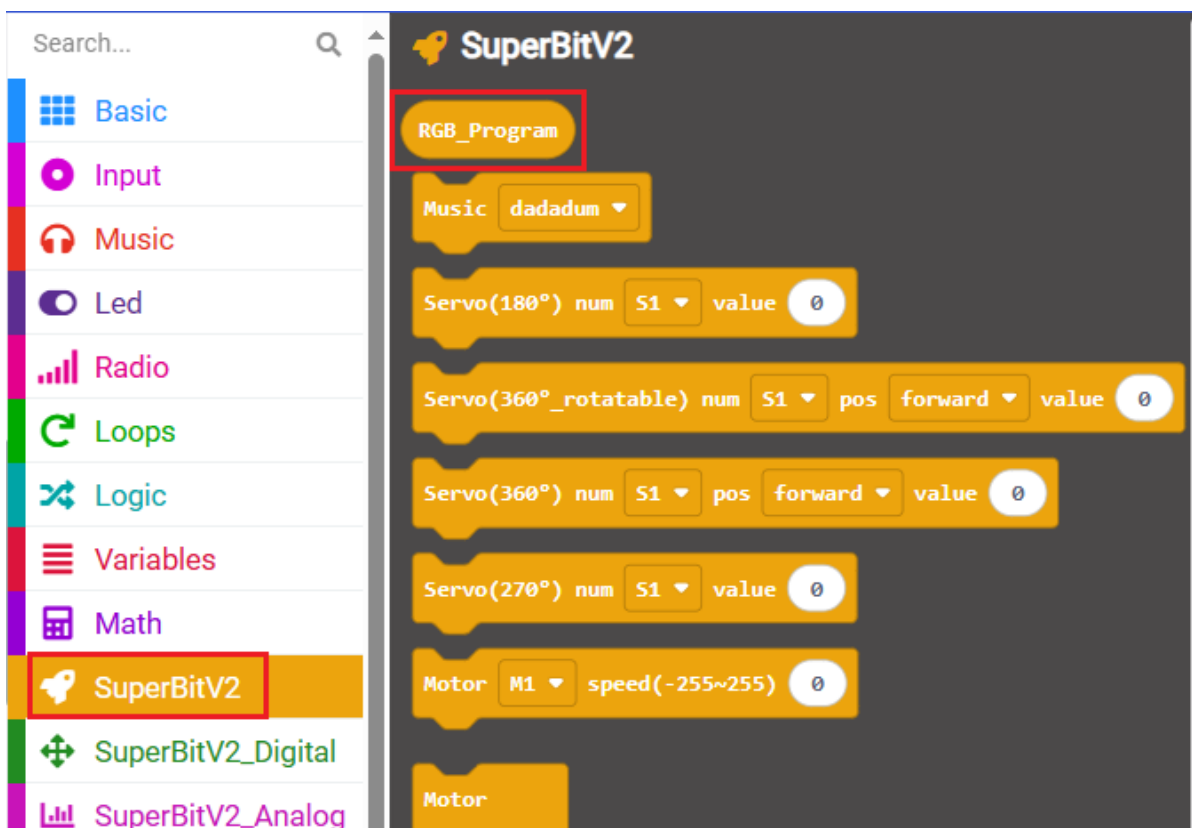 Search...
Basic
Input
Music
Led
Radio
Loops
Logic
Variables
Math
SuperBitV2
SuperBitV2_Digital
SuperBitV2_Analog
SuperBitV2
RGB_Program
Music dadadum
Servo(180°) num S1 value 0
Servo(360°_rotatable) num S1 pos forward value 0
Servo(360°) num S1 pos forward value 0
Servo(270°) num S1 value 0
Motor M1 speed(-255~255) 0
Motor